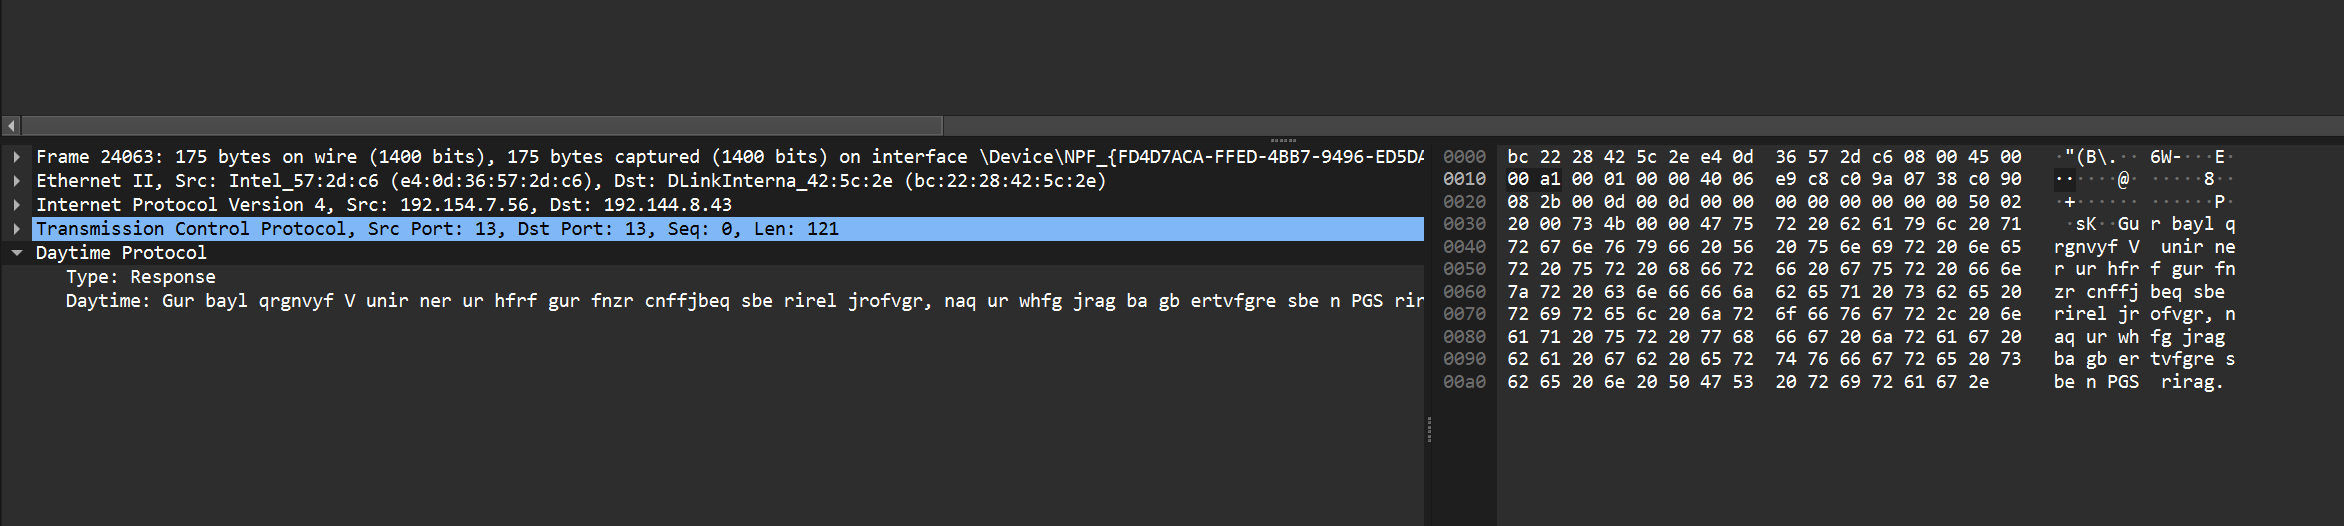 Frame 24063: 175 bytes on wire (1400 bits), 175 bytes captured (1400 bits) on interface \Device\NPF_{FD4D7ACA-FFED-4BB7-9496-ED5DA
Ethernet II, Src: Intel_57:2d:c6 (e4:0d:36:57:2d:c6), Dst: DLinkInterna_42:5c:2e (bc:22:28:42:5c:2e)
Internet Protocol Version 4, Src: 192.154.7.56, Dst: 192.144.8.43
Transmission Control Protocol, Src Port: 13, Dst Port: 13, Seq: 0, Len: 121
Daytime Protocol
Type: Response
Daytime: Gur bayl qrgnvyf V unir ner ur hfrf gur fnzr cnffjbeq sbe rirel jrofvgr, naq ur whfg jrag ba gb ertvfgre sbe n PGS rir
0000 bc 22 28 42 5c 2e e4 0d 36 57 2d c6 08 00 45 00 ·"(B\.·· 6W-···E·
0010 00 a1 00 01 00 00 40 06 e9 c8 c0 9a 07 38 c0 90 ······@· ·····8··
0020 08 2b 00 0d 00 0d 00 00 00 00 00 00 00 00 50 02 ·+······ ······P·
0030 20 00 73 4b 00 00 47 75 72 20 62 61 79 6c 20 71 ·sK··Gu r bayl q
0040 72 67 6e 76 79 66 20 56 20 75 6e 69 72 20 6e 65 rgnvyf V unir ne
0050 72 20 75 72 20 68 66 72 66 20 67 75 72 20 66 6e r ur hfr f gur fn
0060 7a 72 20 63 6e 66 66 6a 62 65 71 20 73 62 65 20 zr cnffj beq sbe
0070 72 69 72 65 6c 20 6a 72 6f 66 76 67 72 2c 20 6e rirel jr ofvgr, n
0080 61 71 20 75 72 20 77 68 66 67 20 6a 72 61 67 20 aq ur wh fg jrag
0090 62 61 20 67 62 20 65 72 74 76 66 67 72 65 20 73 ba gb er tvfgre s
00a0 62 65 20 6e 20 50 47 53 20 72 69 72 61 67 2e be n PGS rirag.